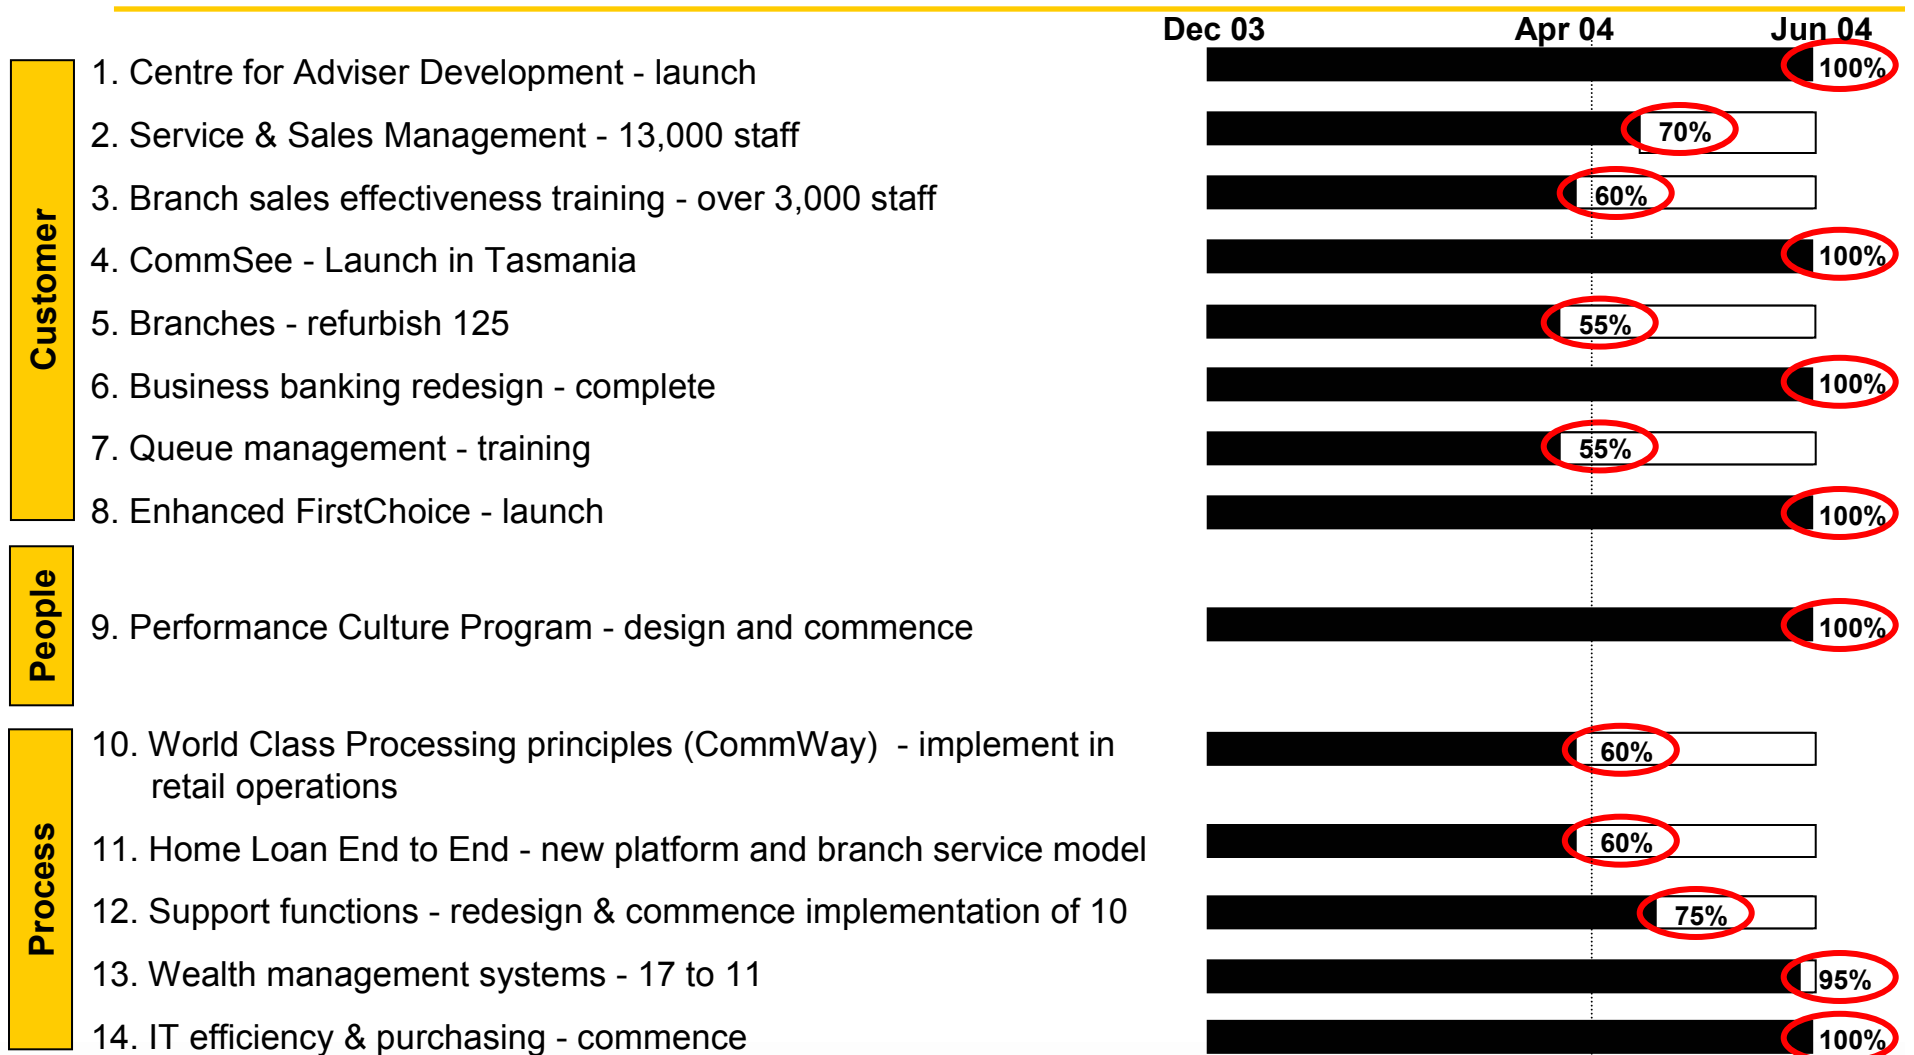 Dec 03 Apr 04 Jun 04
Customer
1. Centre for Adviser Development - launch 100%
2. Service & Sales Management - 13,000 staff 70%
3. Branch sales effectiveness training - over 3,000 staff 60%
4. CommSee - Launch in Tasmania 100%
5. Branches - refurbish 125 55%
6. Business banking redesign - complete 100%
7. Queue management - training 55%
8. Enhanced FirstChoice - launch 100%
People
9. Performance Culture Program - design and commence 100%
Process
10. World Class Processing principles (CommWay) - implement in 60%
retail operations
11. Home Loan End to End - new platform and branch service model 60%
12. Support functions - redesign & commence implementation of 10 75%
13. Wealth management systems - 17 to 11 95%
14. IT efficiency & purchasing - commence 100%